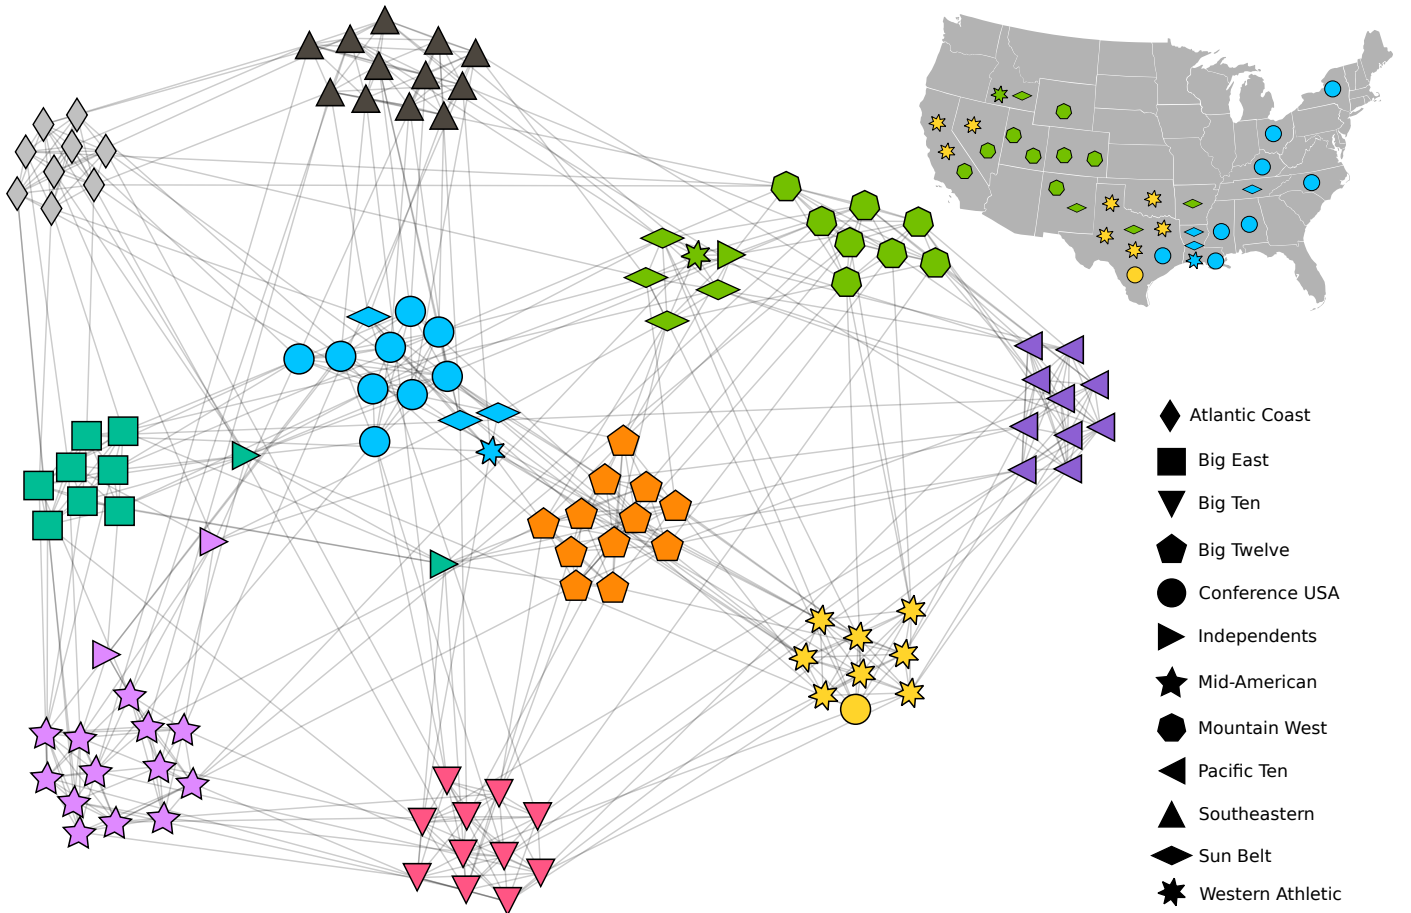 Atlantic Coast
Big East
Big Ten
Big Twelve
Conference USA
Independents
Mid-American
Mountain West
Pacific Ten
Southeastern
Sun Belt
Western Athletic